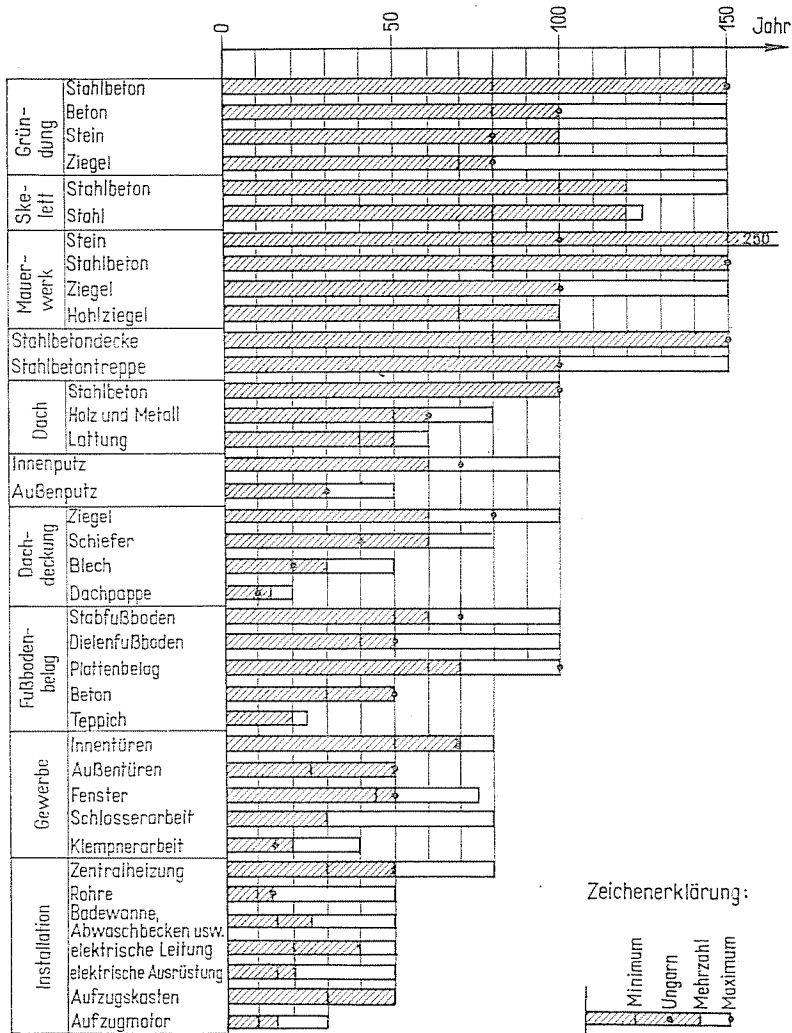 0 50 100 150 Jahr
Grün-
dung
Stahlbeton
Beton
Stein
Ziegel
Ske-
lett
Stahlbeton
Stahl
Mauer-
werk
Stein
250
Stahlbeton
Ziegel
Hohlziegel
Stahlbetondecke
Stahlbetontreppe
Dach
Stahlbeton
Holz und Metall
Lattung
Innenputz
Außenputz
Dach-
deckung
Ziegel
Schiefer
Blech
Dachpappe
Fußboden-
belag
Stabfußboden
Dielenfußboden
Plattenbelag
Beton
Teppich
Gewerbe
Innentüren
Außentüren
Fenster
Schlosserarbeit
Klempnerarbeit
Installation
Zentralheizung
Rohre
Badewanne,
Abwaschbecken usw.
elektrische Leitung
elektrische Ausrüstung
Aufzugskasten
Aufzugmotor
Zeichenerklärung:
Minimum
Ungarn
Mehrzahl
Maximum